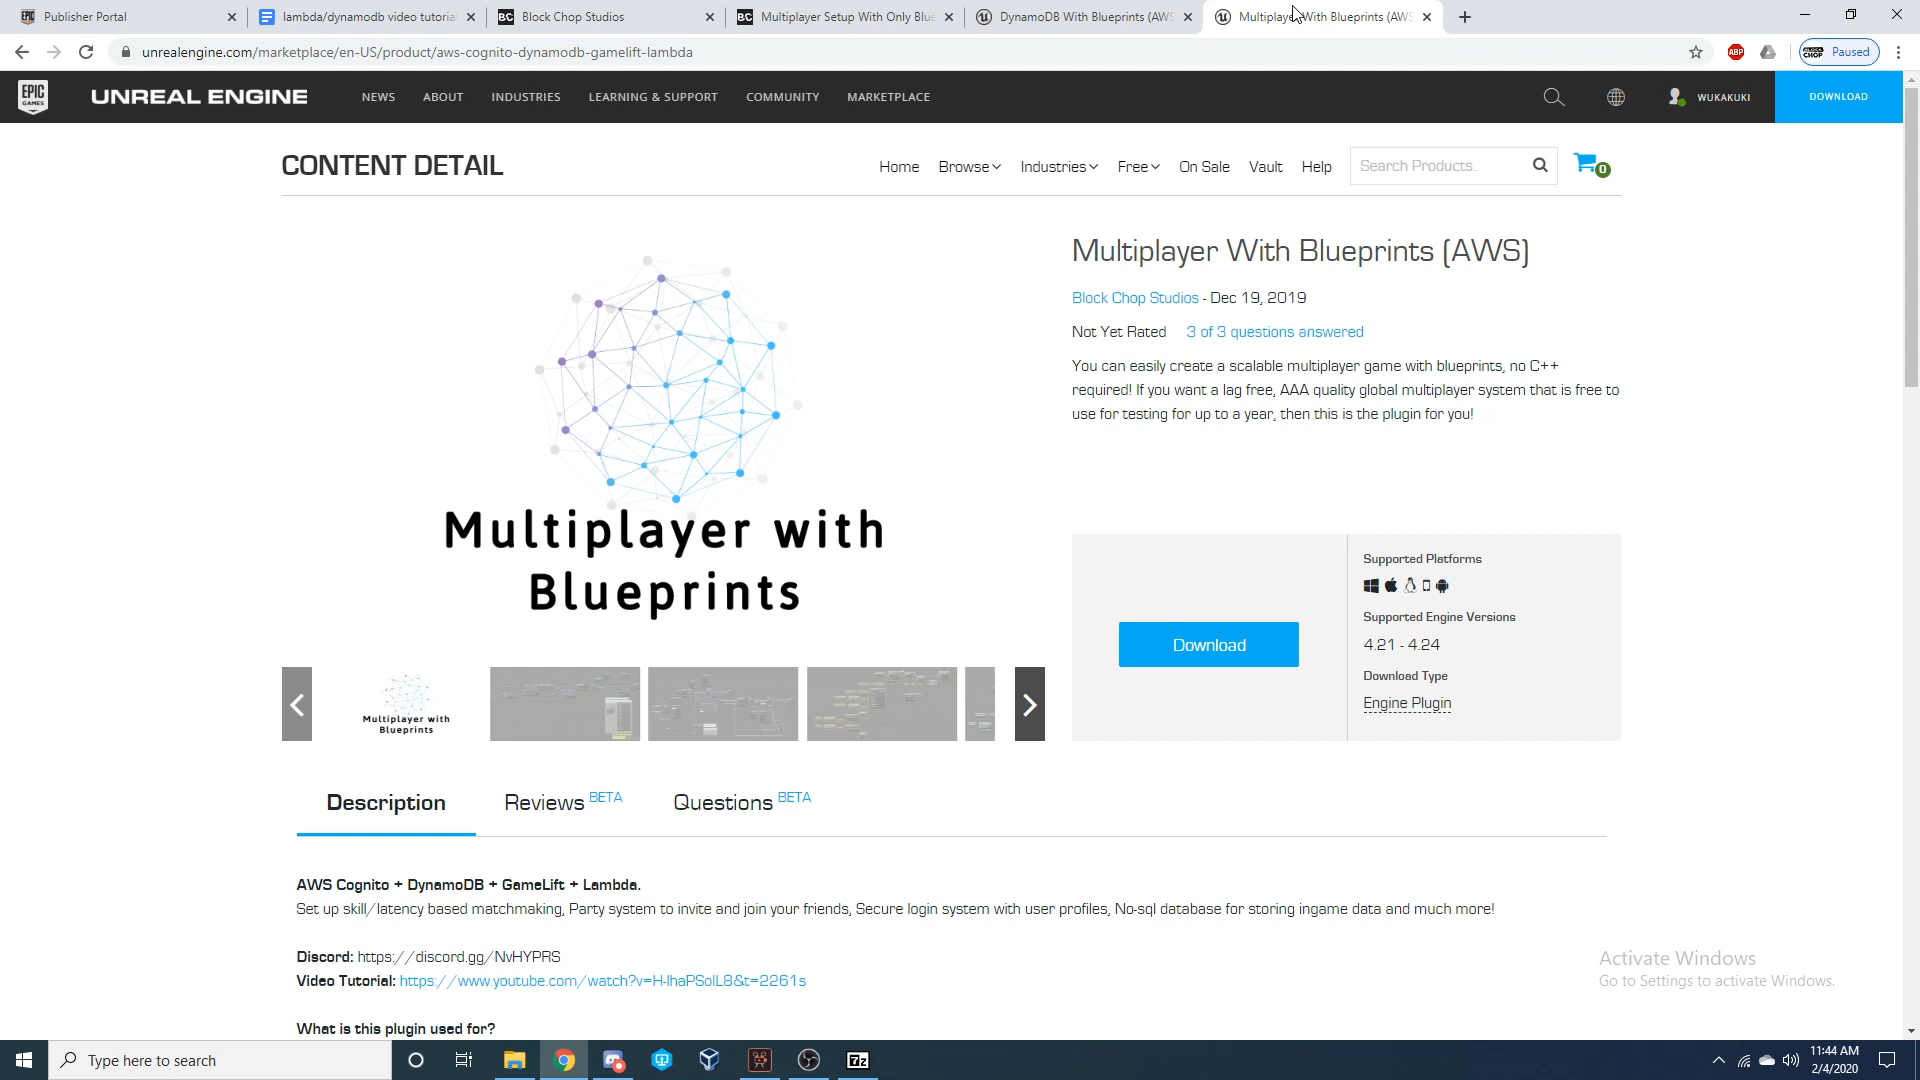 Publisher Portal
lambda/dynamodb video tutorial
BC Block Chop Studios
BC Multiplayer Setup With Only Blue
DynamoDB With Blueprints (AWS
Multiplayer With Blueprints (AWS
unrealengine.com/marketplace/en-US/product/aws-cognito-dynamodb-gamelift-lambda
ABP
BLOCK CHOP Paused
EPIC GAMES
UNREAL ENGINE
NEWS
ABOUT
INDUSTRIES
LEARNING & SUPPORT
COMMUNITY
MARKETPLACE
WUKAKUKI
DOWNLOAD
CONTENT DETAIL
Home
Browse
Industries
Free
On Sale
Vault
Help
Search Products..
0
Multiplayer with
Blueprints
Multiplayer With Blueprints (AWS)
Block Chop Studios - Dec 19, 2019
Not Yet Rated 3 of 3 questions answered
You can easily create a scalable multiplayer game with blueprints, no C++
required! If you want a lag free, AAA quality global multiplayer system that is free to
use for testing for up to a year, then this is the plugin for you!
Download
Supported Platforms
Supported Engine Versions
4.21 - 4.24
Download Type
Engine Plugin
Multiplayer with
Blueprints
Description
Reviews BETA
Questions BETA
AWS Cognito + DynamoDB + GameLift + Lambda.
Set up skill/latency based matchmaking, Party system to invite and join your friends, Secure login system with user profiles, No-sql database for storing ingame data and much more!
Discord: https://discord.gg/NvHYPRS
Video Tutorial: https://www.youtube.com/watch?v=H-IhaPSolL8&t=2261s
What is this plugin used for?
Activate Windows
Go to Settings to activate Windows.
Type here to search
7z
11:44 AM
2/4/2020